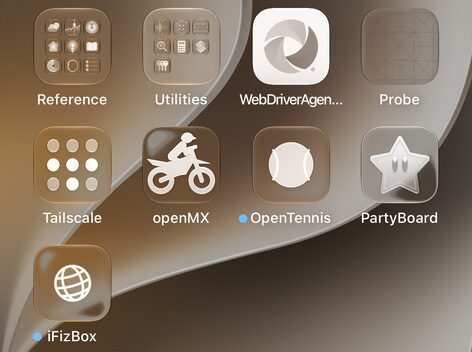 Reference
Utilities
WebDriverAgen...
Probe
Tailscale
openMX
OpenTennis
PartyBoard
iFizBox